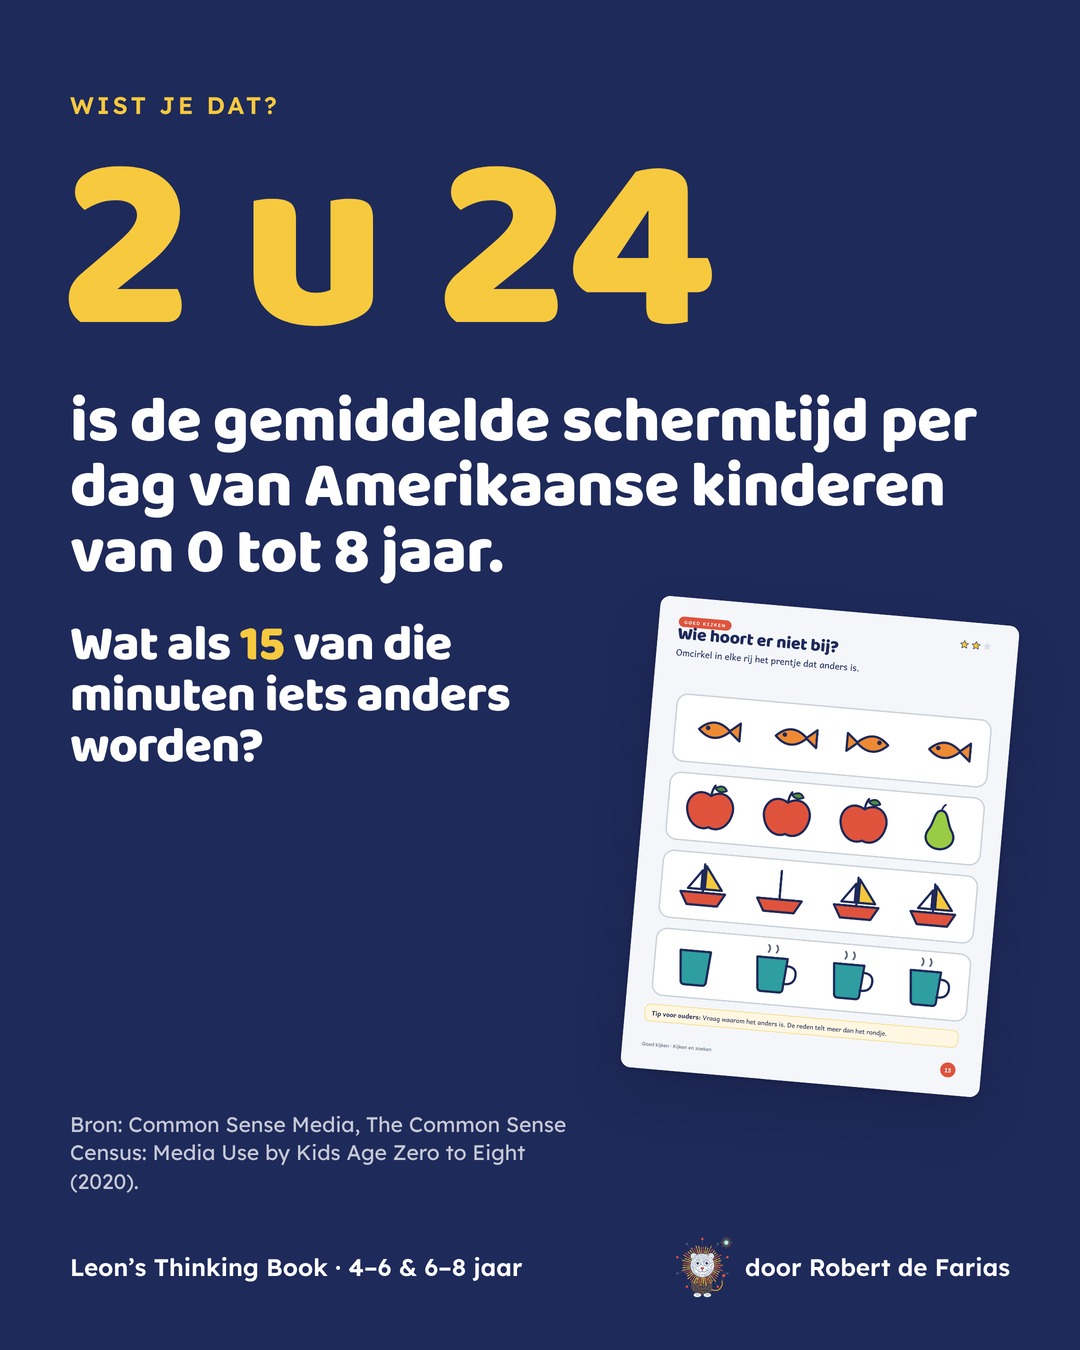 WIST JE DAT?
2 u 24
is de gemiddelde schermtijd per
dag van Amerikaanse kinderen
van 0 tot 8 jaar.
Wat als 15 van die
minuten iets anders
worden?
GOED KIJKEN
Wie hoort er niet bij?
Omcirkel in elke rij het prentje dat anders is.
Tip voor ouders: Vraag waarom het anders is. De reden telt meer dan het rondje.
Goed kijken · Kijken en zoeken
13
Bron: Common Sense Media, The Common Sense
Census: Media Use by Kids Age Zero to Eight
(2020).
Leon’s Thinking Book · 4–6 & 6–8 jaar
door Robert de Farias